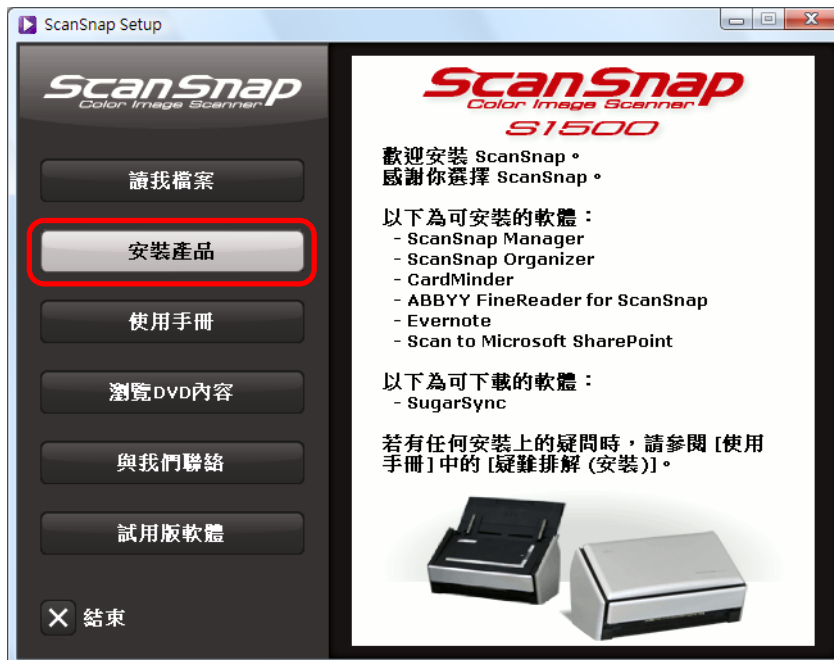 ScanSnap Setup
ScanSnap
Color Image Scanner
讀我檔案
安裝產品
使用手冊
瀏覽DVD內容
與我們聯絡
試用版軟體
結束
ScanSnap
Color Image Scanner
S1500
歡迎安裝 ScanSnap。
感謝你選擇 ScanSnap。
以下為可安裝的軟體：
- ScanSnap Manager
- ScanSnap Organizer
- CardMinder
- ABBYY FineReader for ScanSnap
- Evernote
- Scan to Microsoft SharePoint
以下為可下載的軟體：
- SugarSync
若有任何安裝上的疑問時，請參閱 [使用
手冊]中的 [疑難排解 (安裝)]。